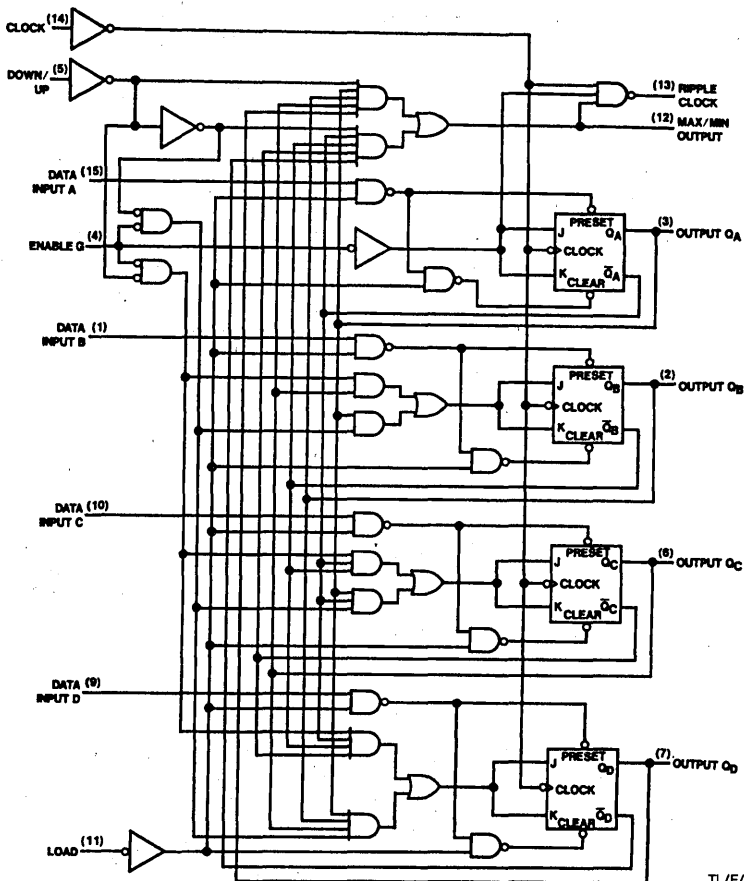 CLOCK (14)
DOWN/ (5)
UP
(13) RIPPLE
CLOCK
(12) MAX/MIN
OUTPUT
DATA (15)
INPUT A
ENABLE G (4)
PRESET
J QA
CLOCK
K Q̅A
CLEAR
(3) OUTPUT QA
DATA (1)
INPUT B
PRESET
J QB
CLOCK
K Q̅B
CLEAR
(2) OUTPUT QB
DATA (10)
INPUT C
PRESET
J QC
CLOCK
K Q̅C
CLEAR
(6) OUTPUT QC
DATA (9)
INPUT D
PRESET
J QD
CLOCK
K Q̅D
CLEAR
(7) OUTPUT QD
LOAD (11)
TL/F/